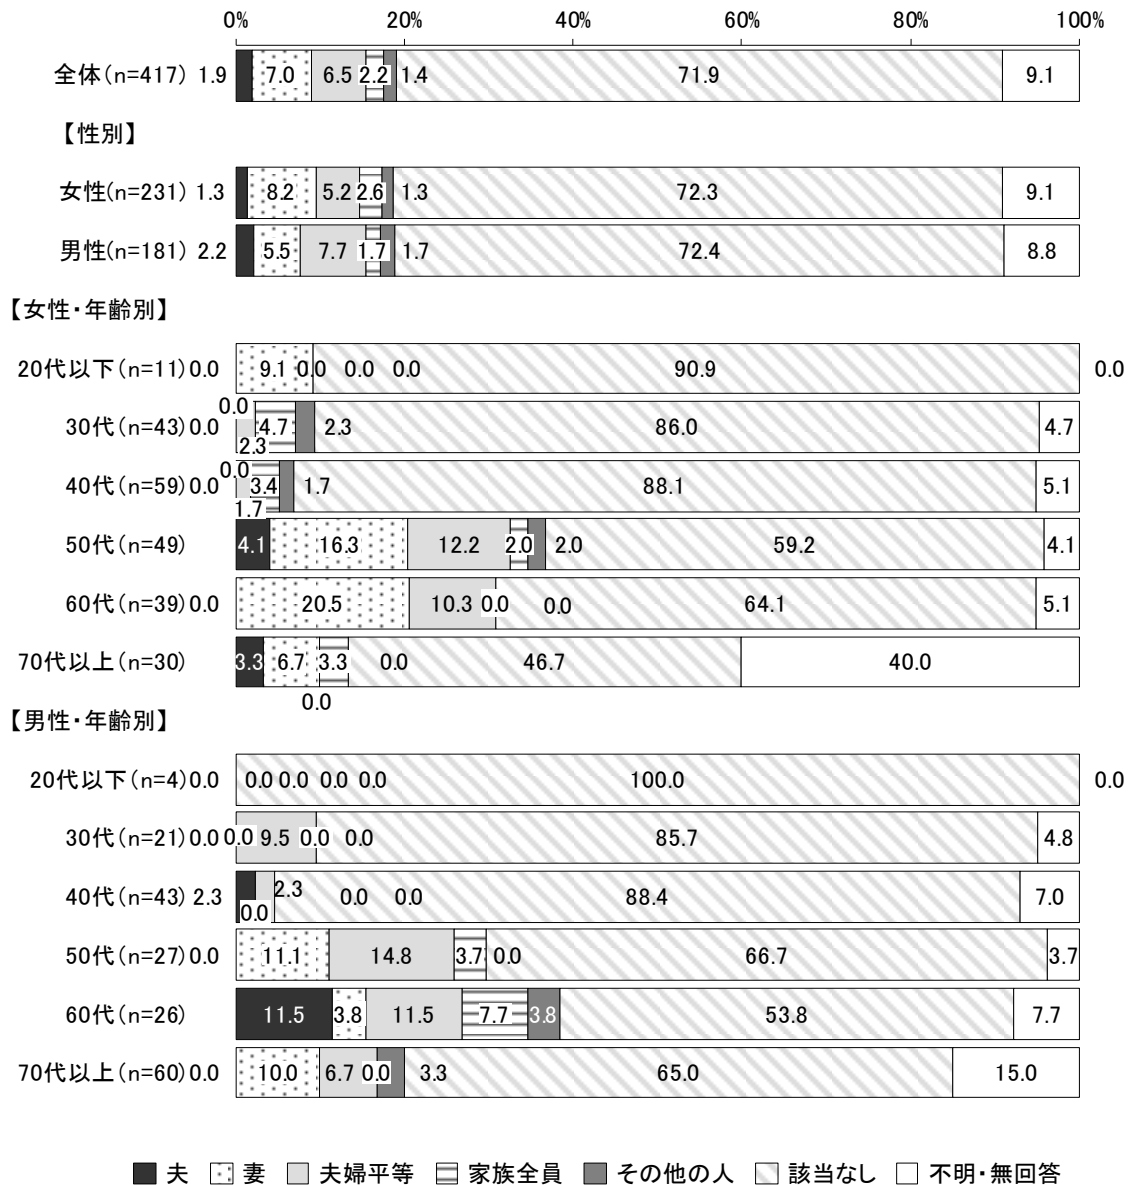 0% 20% 40% 60% 80% 100%
全体(n=417) 1.9 7.0 6.5 2.2 1.4 71.9 9.1
【性別】
女性(n=231) 1.3 8.2 5.2 2.6 1.3 72.3 9.1
男性(n=181) 2.2 5.5 7.7 1.7 1.7 72.4 8.8
【女性・年齢別】
20代以下(n=11) 0.0 9.1 0.0 0.0 0.0 90.9 0.0
30代(n=43) 0.0 0.0 2.3 4.7 2.3 86.0 4.7
40代(n=59) 0.0 0.0 1.7 3.4 1.7 88.1 5.1
50代(n=49) 4.1 16.3 12.2 2.0 2.0 59.2 4.1
60代(n=39) 0.0 20.5 10.3 0.0 0.0 64.1 5.1
70代以上(n=30) 3.3 6.7 0.0 3.3 0.0 46.7 40.0
【男性・年齢別】
20代以下(n=4) 0.0 0.0 0.0 0.0 0.0 100.0 0.0
30代(n=21) 0.0 0.0 9.5 0.0 0.0 85.7 4.8
40代(n=43) 2.3 0.0 2.3 0.0 0.0 88.4 7.0
50代(n=27) 0.0 11.1 14.8 3.7 0.0 66.7 3.7
60代(n=26) 11.5 3.8 11.5 7.7 3.8 53.8 7.7
70代以上(n=60) 0.0 10.0 6.7 0.0 3.3 65.0 15.0
夫 妻 夫婦平等 家族全員 その他の人 該当なし 不明・無回答